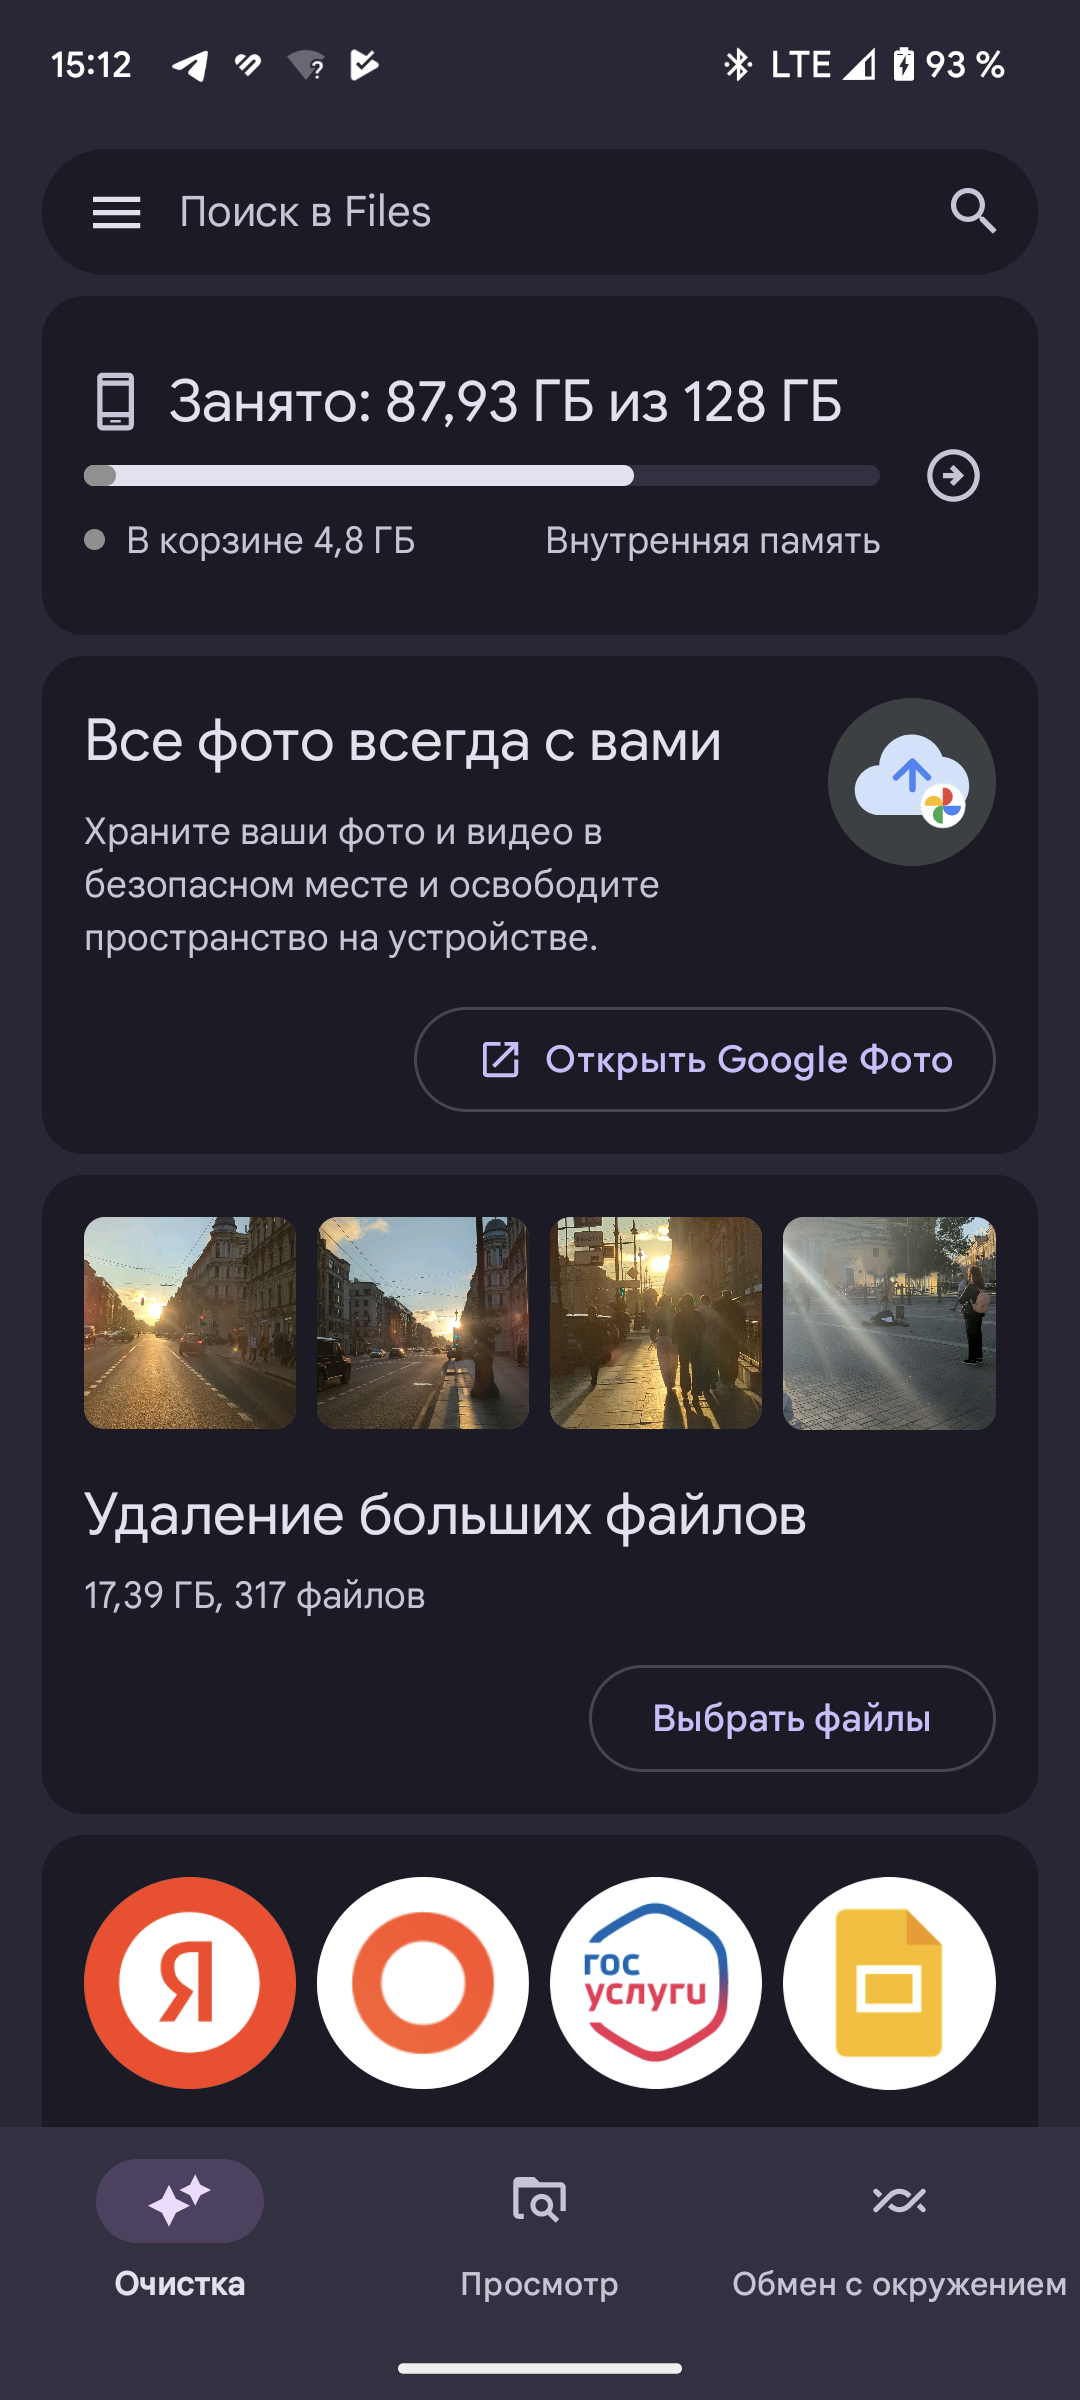 15:12
LTE
93 %
Поиск в Files
Занято: 87,93 ГБ из 128 ГБ
В корзине 4,8 ГБ
Внутренняя память
Все фото всегда с вами
Храните ваши фото и видео в
безопасном месте и освободите
пространство на устройстве.
Открыть Google Фото
Удаление больших файлов
17,39 ГБ, 317 файлов
Выбрать файлы
Я
гос
услуги
Очистка
Просмотр
Обмен с окружением